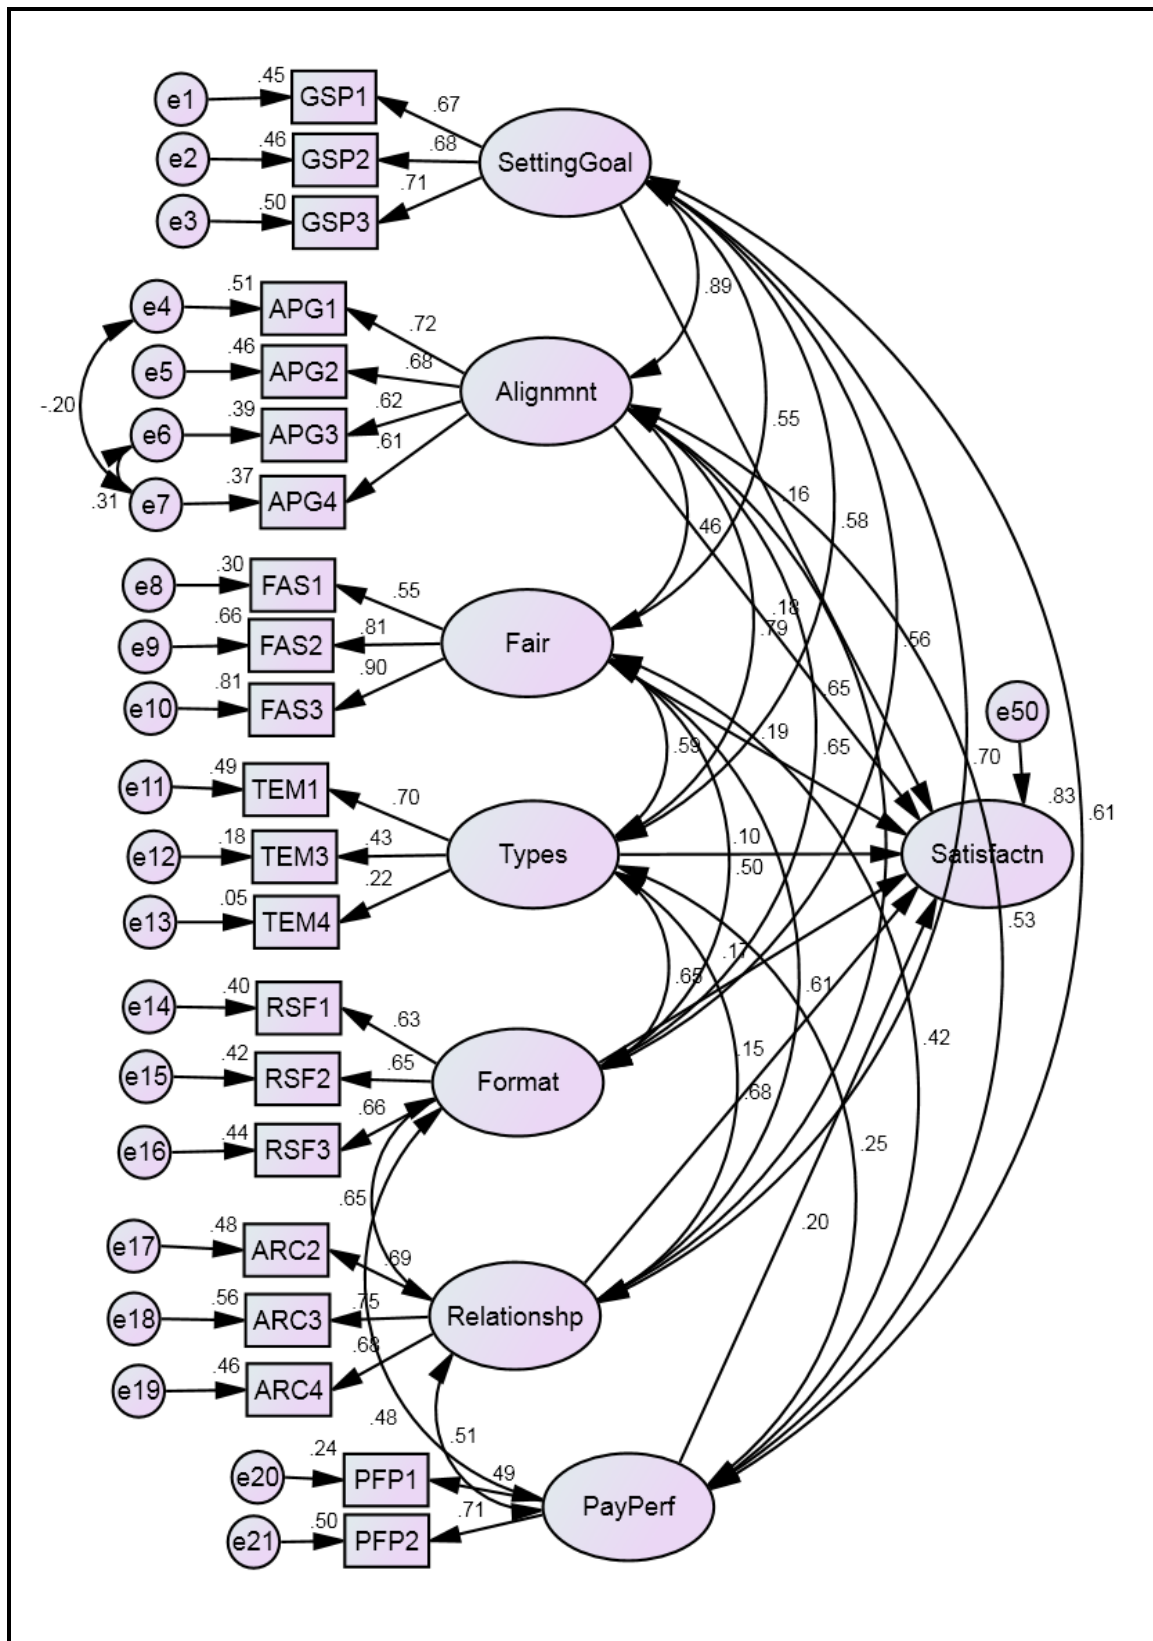 .45
e1
GSP1
.67
.46
e2
GSP2
.68
SettingGoal
.50
e3
GSP3
.71
.89
.51
e4
APG1
.72
.46
e5
APG2
.68
Alignmnt
-.20
.39
e6
APG3
.62
.61
.55
.37
.31
e7
APG4
.16
.58
.46
.30
e8
FAS1
.55
.18
.79
.66
e9
FAS2
.81
Fair
.56
.81
e10
FAS3
.90
.65
e50
.19
.59
.65
.70
.49
e11
TEM1
.70
.83
.61
.18
e12
TEM3
.43
Types
.10
.50
Satisfactn
.22
.05
e13
TEM4
.53
.17
.65
.61
.40
e14
RSF1
.63
.42
.15
.42
e15
RSF2
.65
Format
.68
.66
.44
e16
RSF3
.25
.65
.20
.48
e17
ARC2
.69
.56
e18
ARC3
.75
Relationshp
.68
.46
e19
ARC4
.48
.51
.24
e20
PFP1
.49
PayPerf
.71
.50
e21
PFP2